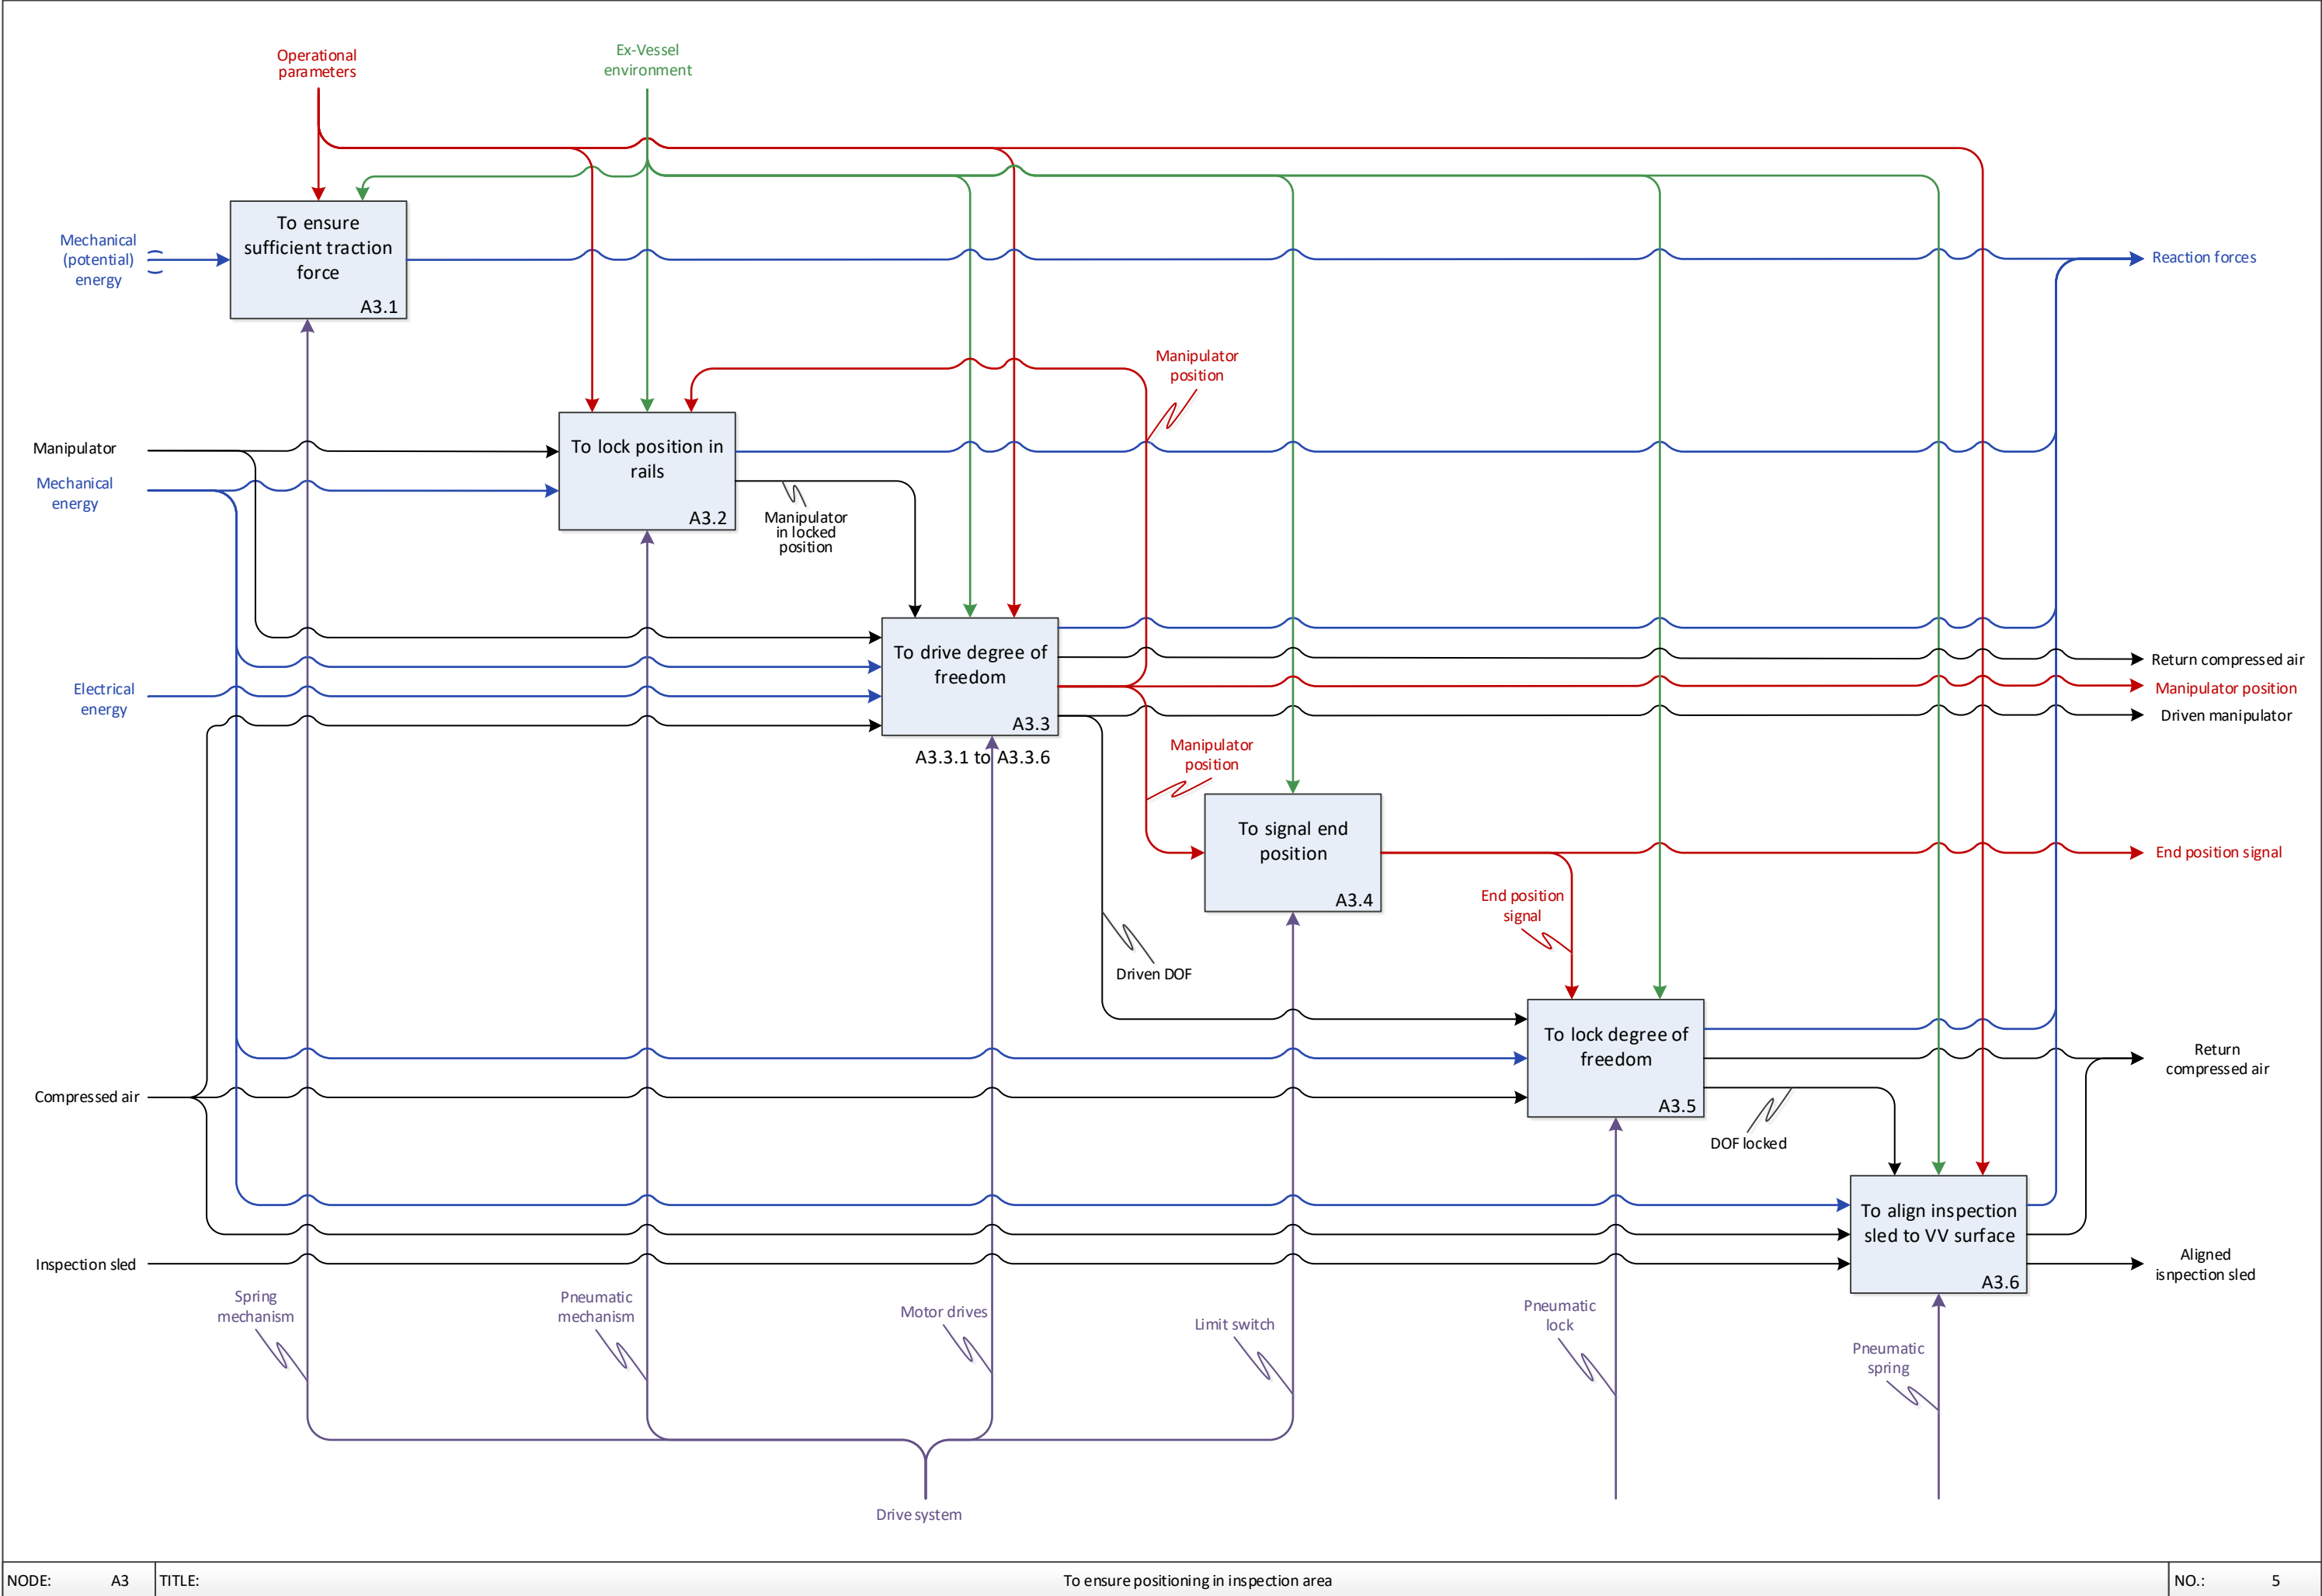 Operational
parameters
Ex-Vessel
environment
To ensure
sufficient traction
force
A3.1
Mechanical
(potential)
energy
Reaction forces
Manipulator
position
Manipulator
Mechanical
energy
To lock position in
rails
A3.2
Manipulator
in locked
position
To drive degree of
freedom
A3.3
A3.3.1 to A3.3.6
Electrical
energy
Return compressed air
Manipulator position
Driven manipulator
Manipulator
position
To signal end
position
A3.4
End position signal
End position
signal
Driven DOF
To lock degree of
freedom
A3.5
Return
compressed air
Compressed air
DOF locked
To align inspection
sled to VV surface
A3.6
Inspection sled
Aligned
isnpection sled
Spring
mechanism
Pneumatic
mechanism
Motor drives
Limit switch
Pneumatic
lock
Pneumatic
spring
Drive system
NODE: A3 TITLE: To ensure positioning in inspection area NO.: 5